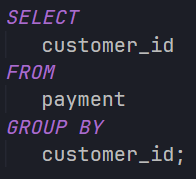 SELECT
customer_id
FROM
payment
GROUP BY
customer_id;